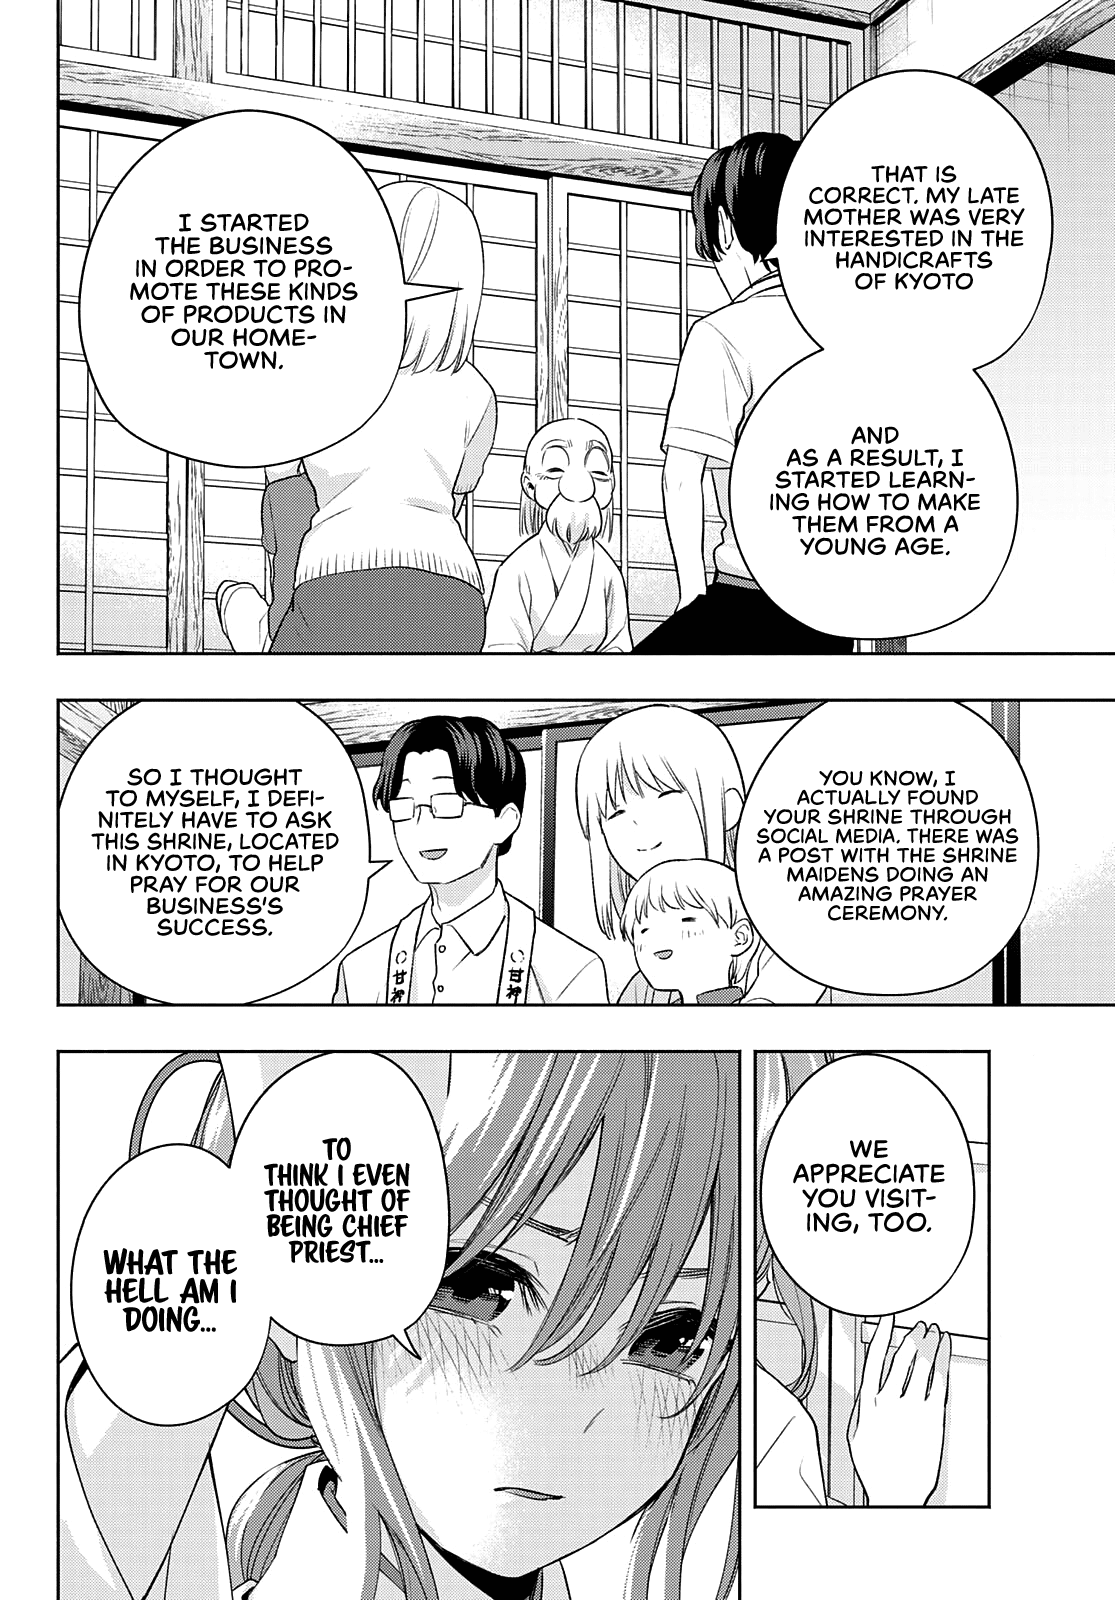 THAT IS
CORRECT. MY LATE
MOTHER WAS VERY
INTERESTED IN THE
HANDICRAFTS
OF KYOTO
AND
AS A RESULT, I
STARTED LEARN-
ING HOW TO MAKE
THEM FROM A
YOUNG AGE.
I STARTED
THE BUSINESS
IN ORDER TO PRO-
MOTE THESE KINDS
OF PRODUCTS IN
OUR HOME-
TOWN.
YOU KNOW, I
ACTUALLY FOUND
YOUR SHRINE THROUGH
SOCIAL MEDIA. THERE WAS
A POST WITH THE SHRINE
MAIDENS DOING AN
AMAZING PRAYER
CEREMONY.
甘神
甘神
SO I THOUGHT
TO MYSELF, I DEFI-
NITELY HAVE TO ASK
THIS SHRINE, LOCATED
IN KYOTO, TO HELP
PRAY FOR OUR
BUSINESS'S
SUCCESS.
WE
APPRECIATE
YOU VISIT-
ING, TOO.
TO
THINK I EVEN
THOUGHT OF
BEING CHIEF
PRIEST...
WHAT THE
HELL AM I
DOING...